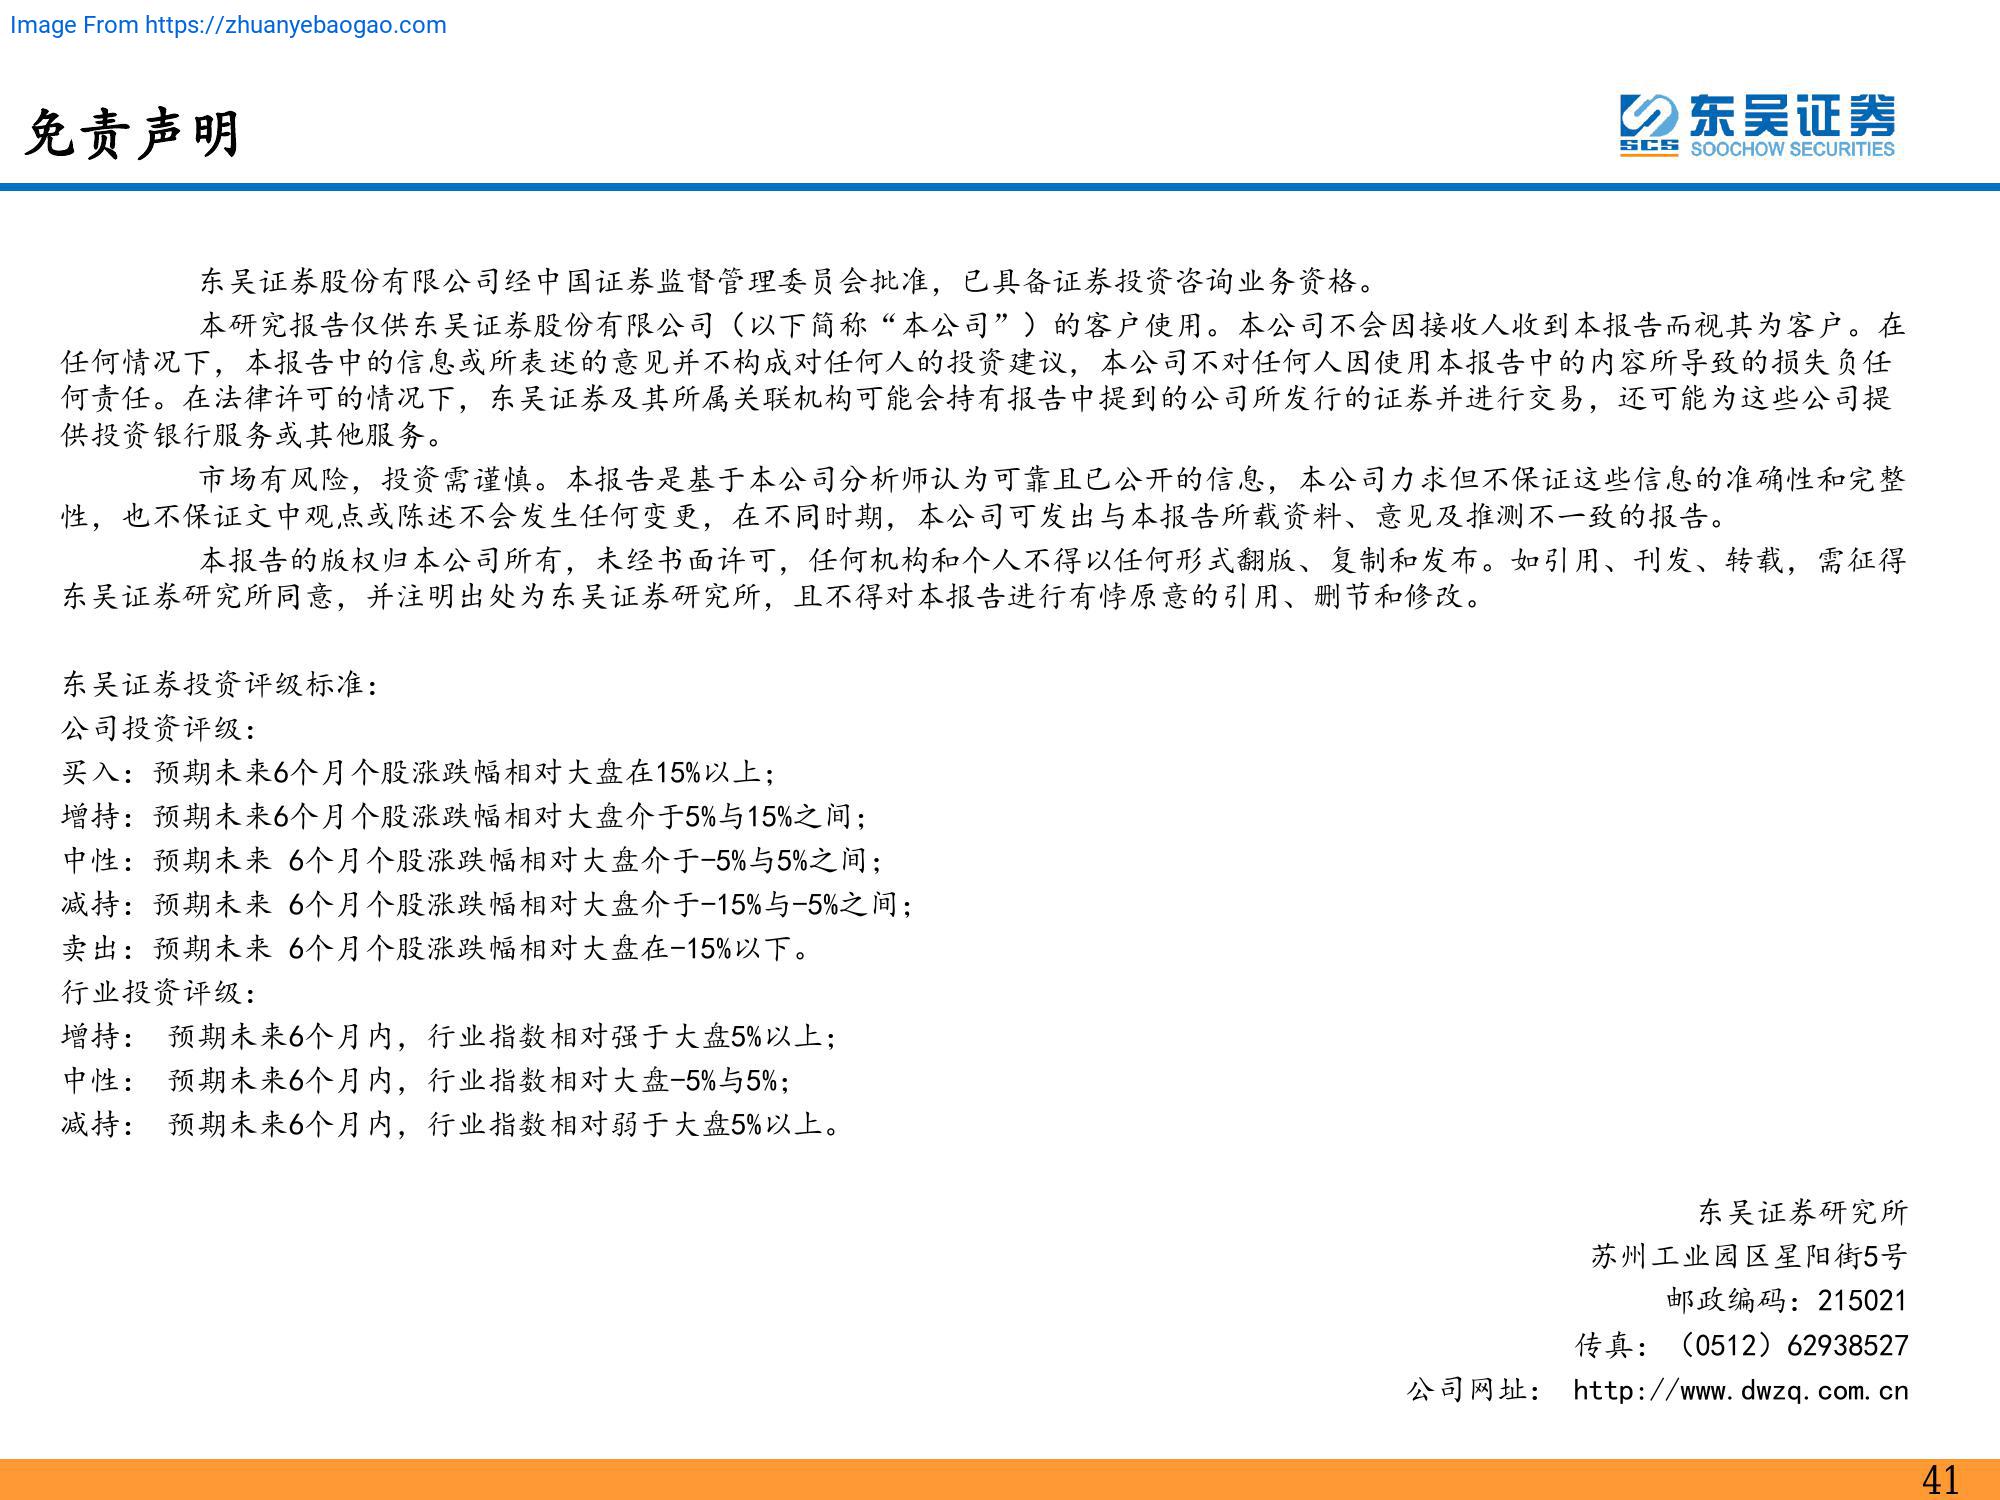 Image From https://zhuanyebaogao.com
免责声明
东吴证券
SCS
SOOCHOW SECURITIES
东吴证券股份有限公司经中国证券监督管理委员会批准，已具备证券投资咨询业务资格。
本研究报告仅供东吴证券股份有限公司（以下简称“本公司”）的客户使用。本公司不会因接收人收到本报告而视其为客户。在
任何情况下，本报告中的信息或所表述的意见并不构成对任何人的投资建议，本公司不对任何人因使用本报告中的内容所导致的损失负任
何责任。在法律许可的情况下，东吴证券及其所属关联机构可能会持有报告中提到的公司所发行的证券并进行交易，还可能为这些公司提
供投资银行服务或其他服务。
市场有风险，投资需谨慎。本报告是基于本公司分析师认为可靠且已公开的信息，本公司力求但不保证这些信息的准确性和完整
性，也不保证文中观点或陈述不会发生任何变更，在不同时期，本公司可发出与本报告所载资料、意见及推测不一致的报告。
本报告的版权归本公司所有，未经书面许可，任何机构和个人不得以任何形式翻版、复制和发布。如引用、刊发、转载，需征得
东吴证券研究所同意，并注明出处为东吴证券研究所，且不得对本报告进行有悖原意的引用、删节和修改。
东吴证券投资评级标准：
公司投资评级：
买入：预期未来6个月个股涨跌幅相对大盘在15%以上；
增持：预期未来6个月个股涨跌幅相对大盘介于5%与15%之间；
中性：预期未来 6个月个股涨跌幅相对大盘介于-5%与5%之间；
减持：预期未来 6个月个股涨跌幅相对大盘介于-15%与-5%之间；
卖出：预期未来 6个月个股涨跌幅相对大盘在-15%以下。
行业投资评级：
增持： 预期未来6个月内，行业指数相对强于大盘5%以上；
中性： 预期未来6个月内，行业指数相对大盘-5%与5%；
减持： 预期未来6个月内，行业指数相对弱于大盘5%以上。
东吴证券研究所
苏州工业园区星阳街5号
邮政编码：215021
传真：（0512）62938527
公司网址： http://www.dwzq.com.cn
41